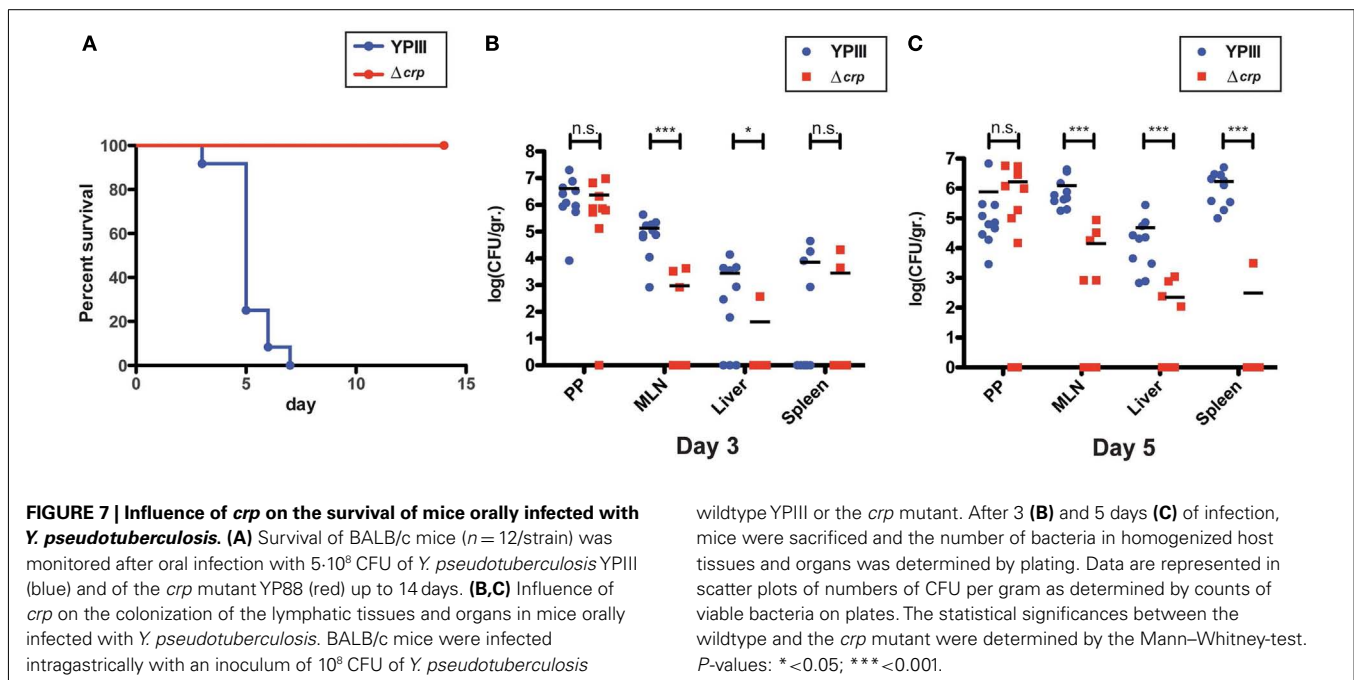 A
YPIII
Δcrp
Percent survival
100
80
60
40
20
0
0
5
10
15
day
B
YPIII
Δcrp
n.s.
***
*
n.s.
log(CFU/gr.)
8
7
6
5
4
3
2
1
0
PP
MLN
Liver
Spleen
Day 3
C
YPIII
Δcrp
n.s.
***
***
***
log(CFU/gr.)
7
6
5
4
3
2
1
0
PP
MLN
Liver
Spleen
Day 5
FIGURE 7 | Influence of crp on the survival of mice orally infected with
Y. pseudotuberculosis. (A) Survival of BALB/c mice (n = 12/strain) was
monitored after oral infection with 5·10⁸ CFU of Y. pseudotuberculosis YPIII
(blue) and of the crp mutant YP88 (red) up to 14 days. (B,C) Influence of
crp on the colonization of the lymphatic tissues and organs in mice orally
infected with Y. pseudotuberculosis. BALB/c mice were infected
intragastrically with an inoculum of 10⁸ CFU of Y. pseudotuberculosis
wildtype YPIII or the crp mutant. After 3 (B) and 5 days (C) of infection,
mice were sacrificed and the number of bacteria in homogenized host
tissues and organs was determined by plating. Data are represented in
scatter plots of numbers of CFU per gram as determined by counts of
viable bacteria on plates. The statistical significances between the
wildtype and the crp mutant were determined by the Mann–Whitney-test.
P-values: *<0.05; ***<0.001.